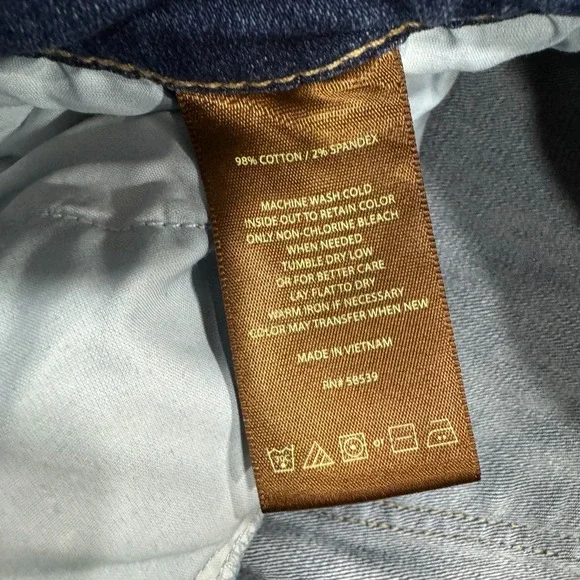 98% COTTON / 2% SPANDEX
MACHINE WASH COLD
INSIDE OUT TO RETAIN COLOR
ONLY NON-CHLORINE BLEACH
WHEN NEEDED
TUMBLE DRY LOW
OR FOR BETTER CARE
LAY FLAT TO DRY
WARM IRON IF NECESSARY
COLOR MAY TRANSFER WHEN NEW
MADE IN VIETNAM
RN# 58539
or